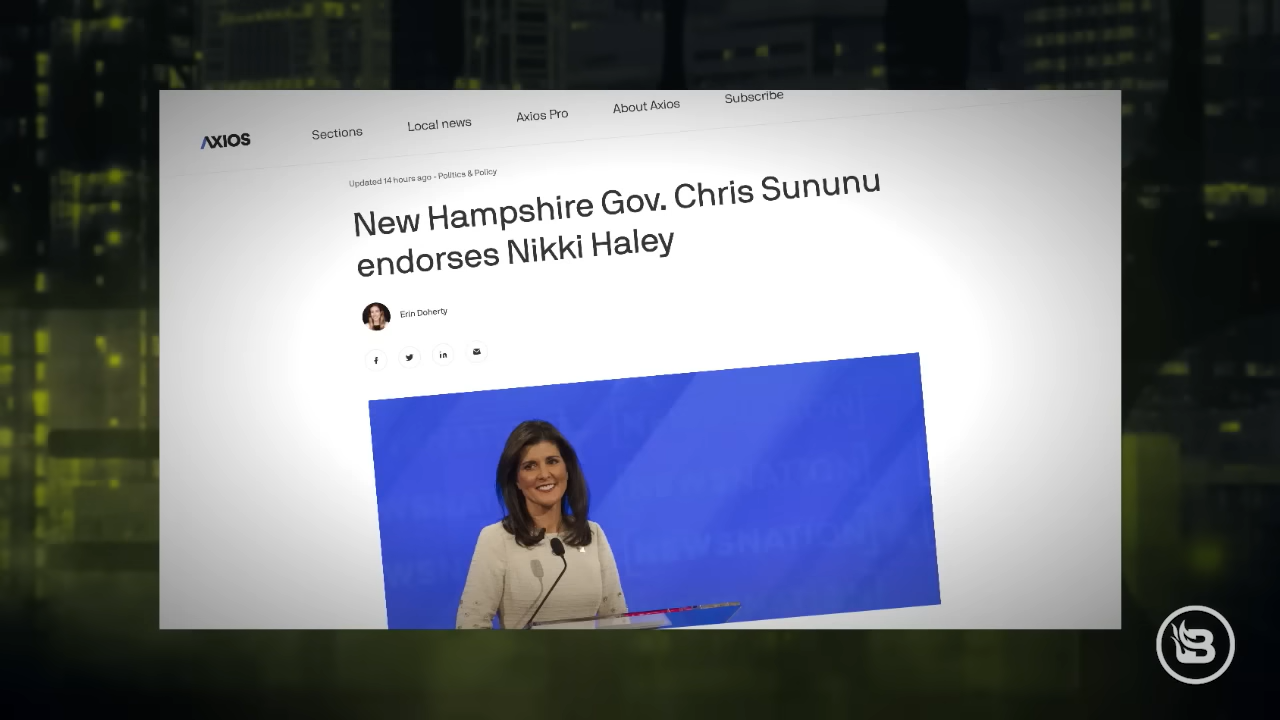 AXIOS
Sections
Local news
Axios Pro
About Axios
Subscribe
Updated 14 hours ago - Politics & Policy
New Hampshire Gov. Chris Sununu
endorses Nikki Haley
Erin Doherty
NEWSNATION
B